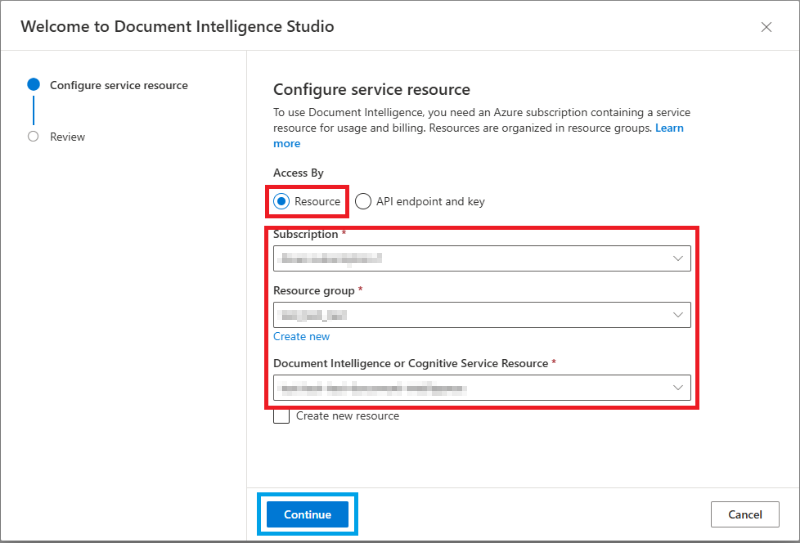 Welcome to Document Intelligence Studio
Configure service resource
Review
Configure service resource
To use Document Intelligence, you need an Azure subscription containing a service
resource for usage and billing. Resources are organized in resource groups. Learn
more
Access By
Resource
API endpoint and key
Subscription *
Resource group *
Create new
Document Intelligence or Cognitive Service Resource *
Create new resource
Continue
Cancel